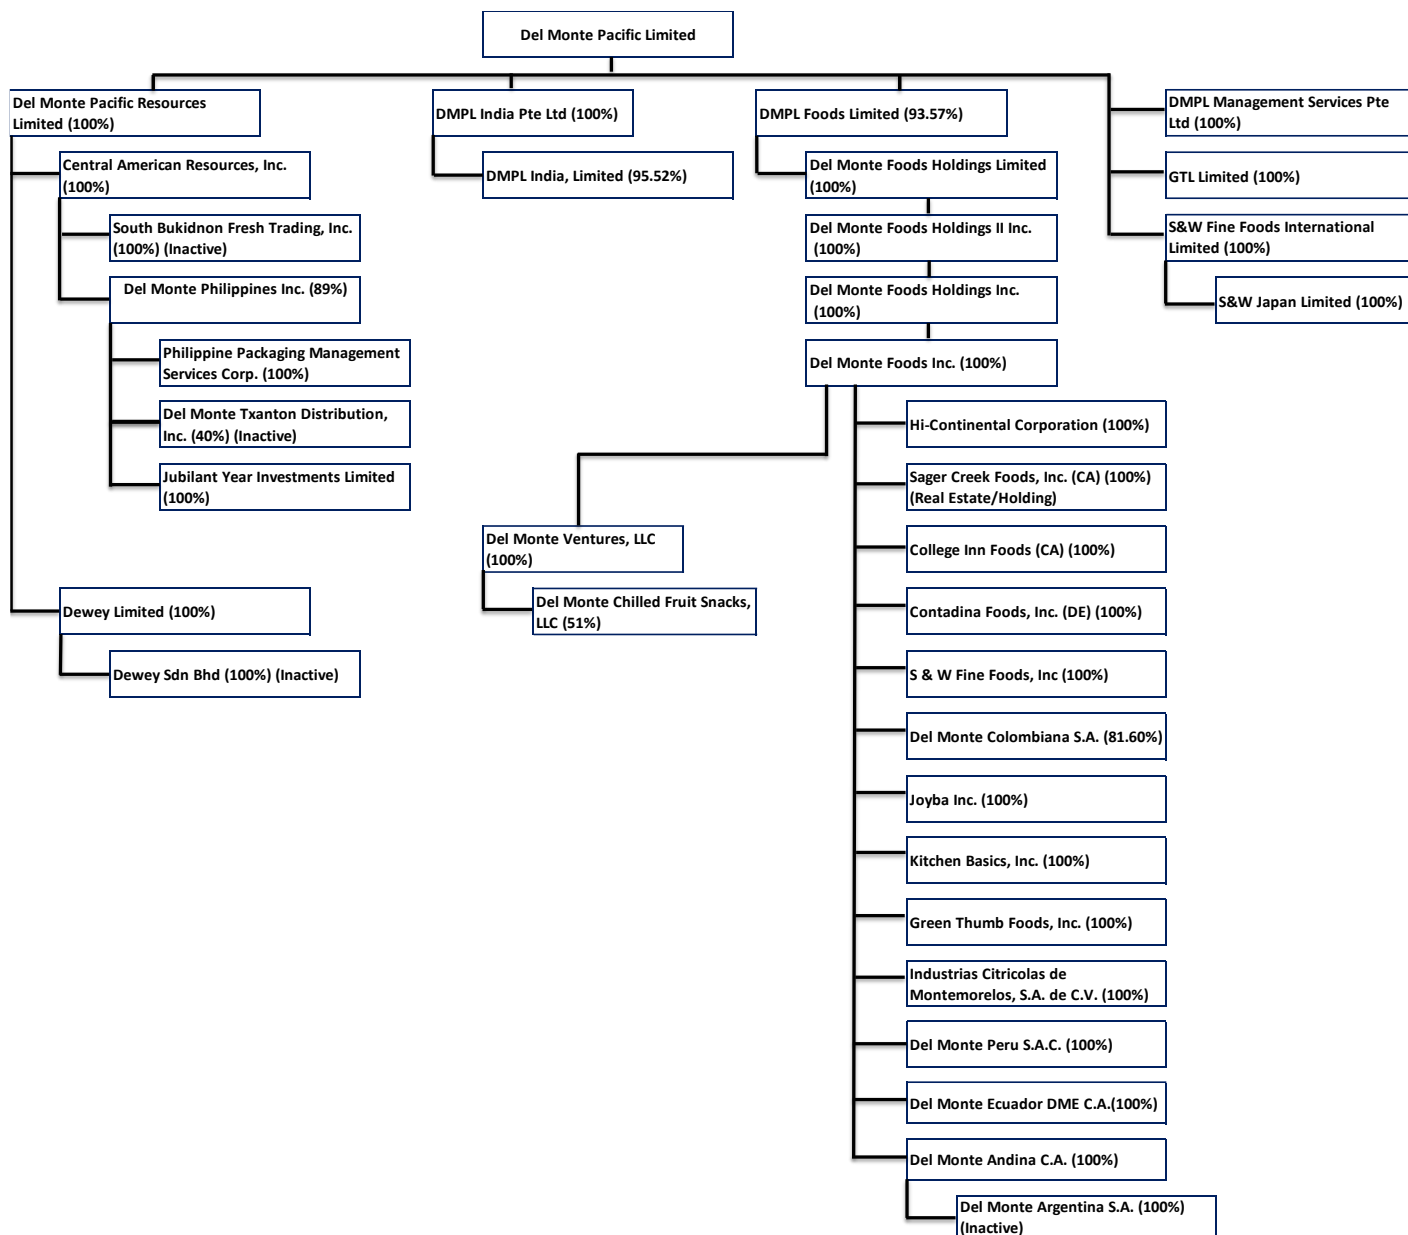 Del Monte Pacific Limited
Del Monte Pacific Resources
Limited (100%)
Central American Resources, Inc.
(100%)
South Bukidnon Fresh Trading, Inc.
(100%) (Inactive)
Del Monte Philippines Inc. (89%)
Philippine Packaging Management
Services Corp. (100%)
Del Monte Txanton Distribution,
Inc. (40%) (Inactive)
Jubilant Year Investments Limited
(100%)
Dewey Limited (100%)
Dewey Sdn Bhd (100%) (Inactive)
DMPL India Pte Ltd (100%)
DMPL India, Limited (95.52%)
DMPL Foods Limited (93.57%)
Del Monte Foods Holdings Limited
(100%)
Del Monte Foods Holdings II Inc.
(100%)
Del Monte Foods Holdings Inc.
(100%)
Del Monte Foods Inc. (100%)
Del Monte Ventures, LLC
(100%)
Del Monte Chilled Fruit Snacks,
LLC (51%)
Hi-Continental Corporation (100%)
Sager Creek Foods, Inc. (CA) (100%)
(Real Estate/Holding)
College Inn Foods (CA) (100%)
Contadina Foods, Inc. (DE) (100%)
S & W Fine Foods, Inc (100%)
Del Monte Colombiana S.A. (81.60%)
Joyba Inc. (100%)
Kitchen Basics, Inc. (100%)
Green Thumb Foods, Inc. (100%)
Industrias Citricolas de
Montemorelos, S.A. de C.V. (100%)
Del Monte Peru S.A.C. (100%)
Del Monte Ecuador DME C.A.(100%)
Del Monte Andina C.A. (100%)
Del Monte Argentina S.A. (100%)
(Inactive)
DMPL Management Services Pte
Ltd (100%)
GTL Limited (100%)
S&W Fine Foods International
Limited (100%)
S&W Japan Limited (100%)